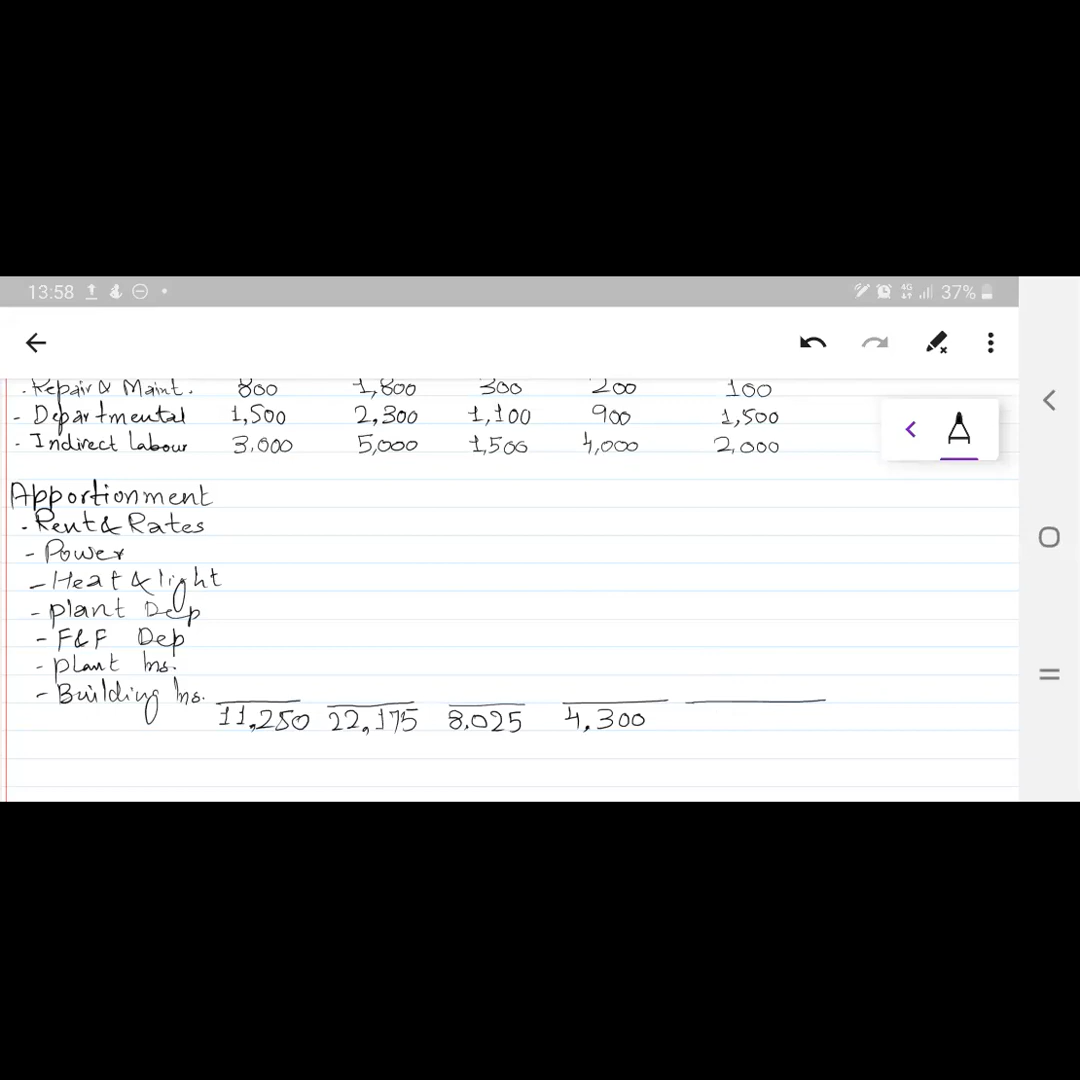 13:58 4G 37%
· Repair & Maint. 800 1,800 300 200 100
- Departmental 1,500 2,300 1,100 900 1,500
- Indirect labour 3,000 5,000 1,500 4,000 2,000
Apportionment
- Rent & Rates
- Power
- Heat & light
- plant Dep
- F&F Dep
- plant Ins.
- Building Ins.
11,250 22,175 8,025 4,300